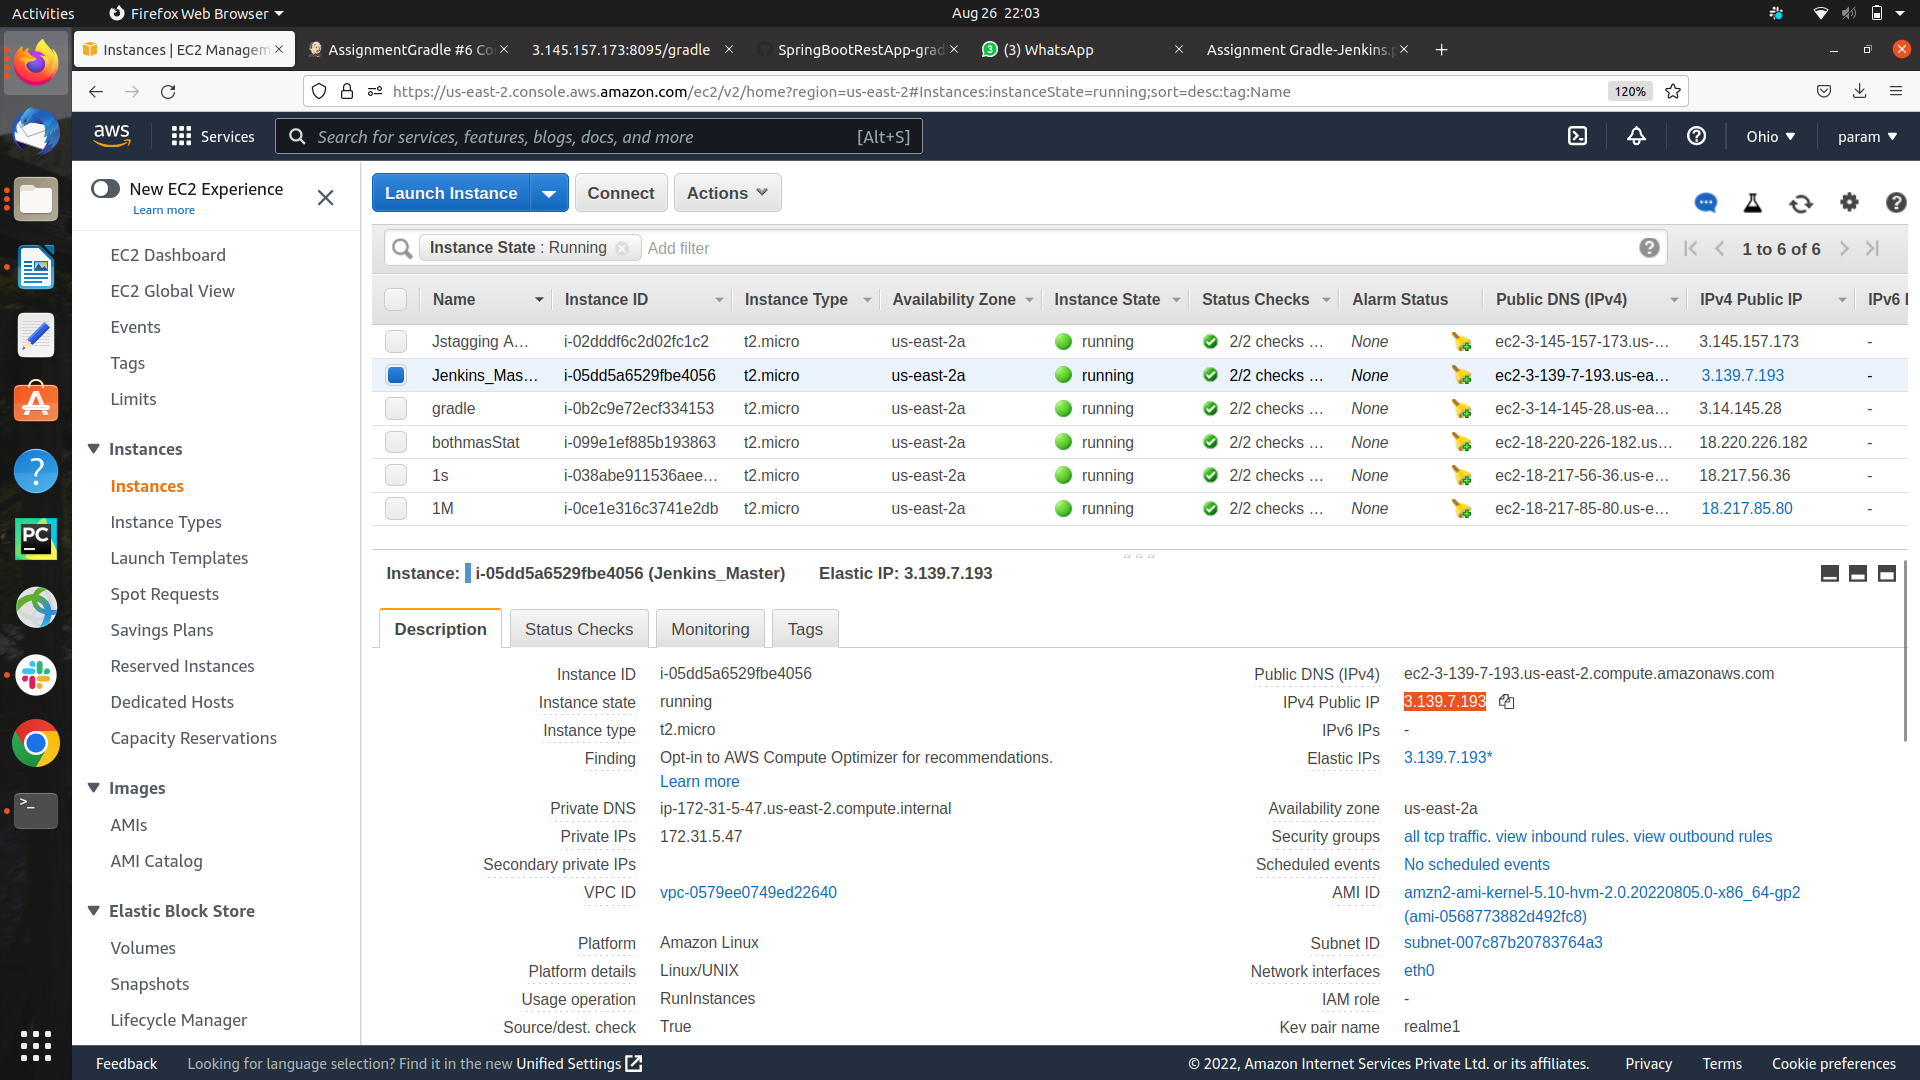 Activities
Firefox Web Browser
Aug 26 22:03
Instances | EC2 Managem
AssignmentGradle #6 Co
3.145.157.173:8095/gradle
SpringBootRestApp-grad
(3) WhatsApp
Assignment Gradle-Jenkins.p
https://us-east-2.console.aws.amazon.com/ec2/v2/home?region=us-east-2#Instances:instanceState=running;sort=desc:tag:Name
120%
aws
Services
Search for services, features, blogs, docs, and more
[Alt+S]
Ohio
param
New EC2 Experience
Learn more
EC2 Dashboard
EC2 Global View
Events
Tags
Limits
Instances
Instances
Instance Types
Launch Templates
Spot Requests
Savings Plans
Reserved Instances
Dedicated Hosts
Capacity Reservations
Images
AMIs
AMI Catalog
Elastic Block Store
Volumes
Snapshots
Lifecycle Manager
Launch Instance
Connect
Actions
Instance State : Running
Add filter
1 to 6 of 6
Name Instance ID Instance Type Availability Zone Instance State Status Checks Alarm Status Public DNS (IPv4) IPv4 Public IP IPv6 I
Jstagging A… i-02dddf6c2d02fc1c2 t2.micro us-east-2a running 2/2 checks … None ec2-3-145-157-173.us-… 3.145.157.173 -
Jenkins_Mas… i-05dd5a6529fbe4056 t2.micro us-east-2a running 2/2 checks … None ec2-3-139-7-193.us-ea… 3.139.7.193 -
gradle i-0b2c9e72ecf334153 t2.micro us-east-2a running 2/2 checks … None ec2-3-14-145-28.us-ea… 3.14.145.28 -
bothmasStat i-099e1ef885b193863 t2.micro us-east-2a running 2/2 checks … None ec2-18-220-226-182.us… 18.220.226.182 -
1s i-038abe911536aee… t2.micro us-east-2a running 2/2 checks … None ec2-18-217-56-36.us-e… 18.217.56.36 -
1M i-0ce1e316c3741e2db t2.micro us-east-2a running 2/2 checks … None ec2-18-217-85-80.us-e… 18.217.85.80 -
Instance: i-05dd5a6529fbe4056 (Jenkins_Master) Elastic IP: 3.139.7.193
Description Status Checks Monitoring Tags
Instance ID i-05dd5a6529fbe4056
Instance state running
Instance type t2.micro
Finding Opt-in to AWS Compute Optimizer for recommendations.
Learn more
Private DNS ip-172-31-5-47.us-east-2.compute.internal
Private IPs 172.31.5.47
Secondary private IPs
VPC ID vpc-0579ee0749ed22640
Platform Amazon Linux
Platform details Linux/UNIX
Usage operation RunInstances
Source/dest. check True
Public DNS (IPv4) ec2-3-139-7-193.us-east-2.compute.amazonaws.com
IPv4 Public IP 3.139.7.193
IPv6 IPs -
Elastic IPs 3.139.7.193*
Availability zone us-east-2a
Security groups all tcp traffic. view inbound rules. view outbound rules
Scheduled events No scheduled events
AMI ID amzn2-ami-kernel-5.10-hvm-2.0.20220805.0-x86_64-gp2
(ami-0568773882d492fc8)
Subnet ID subnet-007c87b20783764a3
Network interfaces eth0
IAM role -
Key pair name realme1
Feedback
Looking for language selection? Find it in the new Unified Settings
© 2022, Amazon Internet Services Private Ltd. or its affiliates.
Privacy
Terms
Cookie preferences